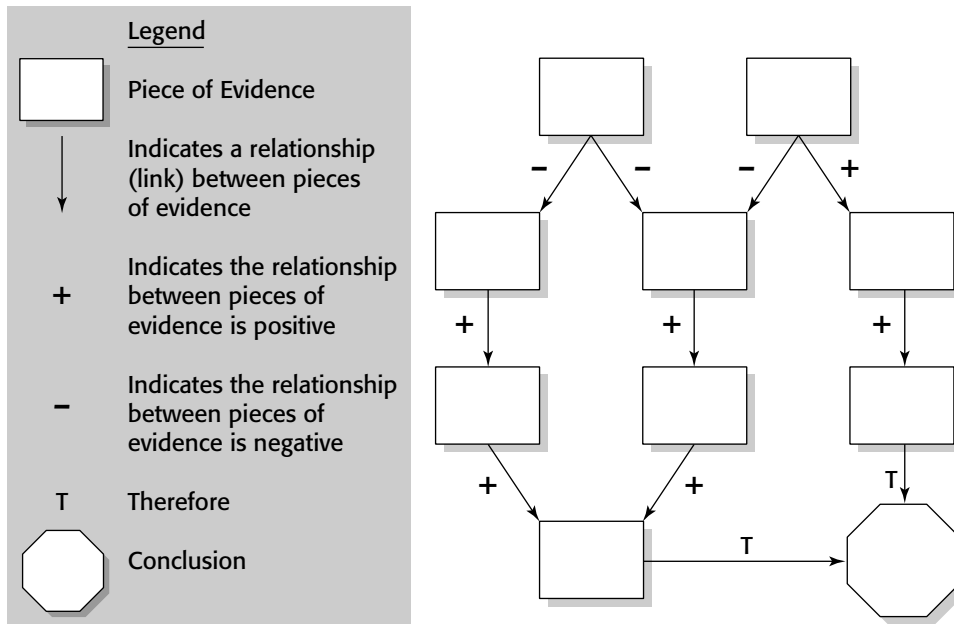 Legend
Piece of Evidence
Indicates a relationship
(link) between pieces
of evidence
+
Indicates the relationship
between pieces of
evidence is positive
–
Indicates the relationship
between pieces of
evidence is negative
T Therefore
Conclusion
– – – +
+ + +
+ + T
T